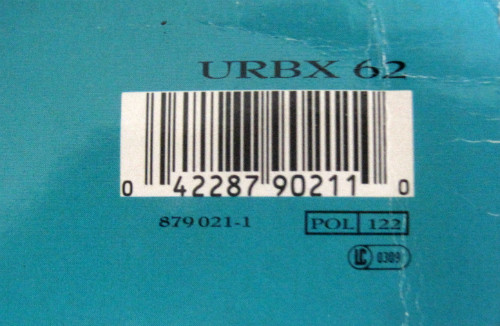 URBX 62
0 42287 90211 0
879 021-1 POL 122
LC 0309